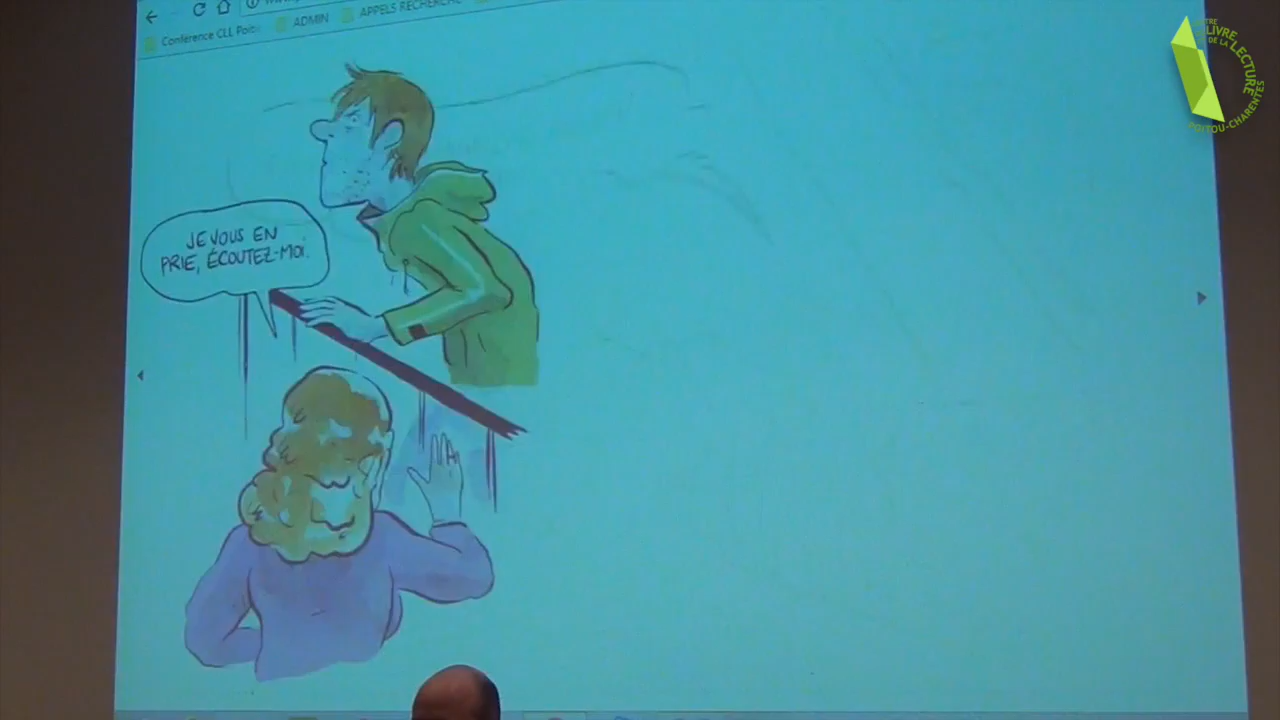 Conférence CLL Poit
ADMIN
APPELS RECHERCHE
JE VOUS EN
PRIE, ÉCOUTEZ-MOI.
LIVRE
DE LA
LECTURE
POITOU-CHARENTES